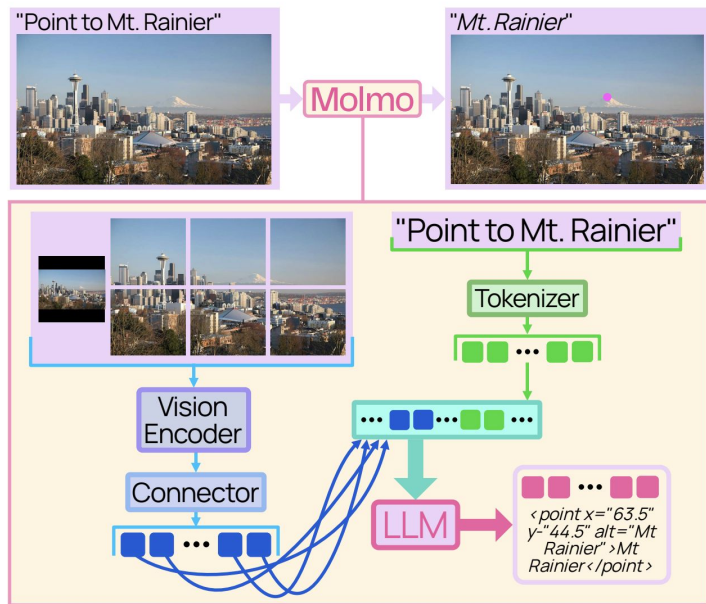 "Point to Mt. Rainier"
"Mt. Rainier"
Molmo
"Point to Mt. Rainier"
Tokenizer
Vision
Encoder
Connector
LLM
<point x="63.5"
y-"44.5" alt="Mt
Rainier">Mt
Rainier</point>